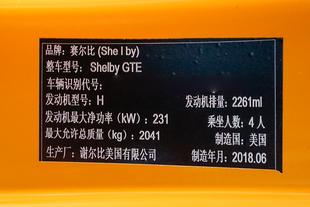 品牌：赛尔比 (Shelby)
整车型号： Shelby GTE
车辆识别代号：
发动机型号： H 发动机排量： 2261ml
发动机最大净功率（kW）：231 乘坐人数： 4 人
最大允许总质量（kg）：2041 制造国：美国
生产厂：谢尔比美国有限公司 制造年月：2018.06